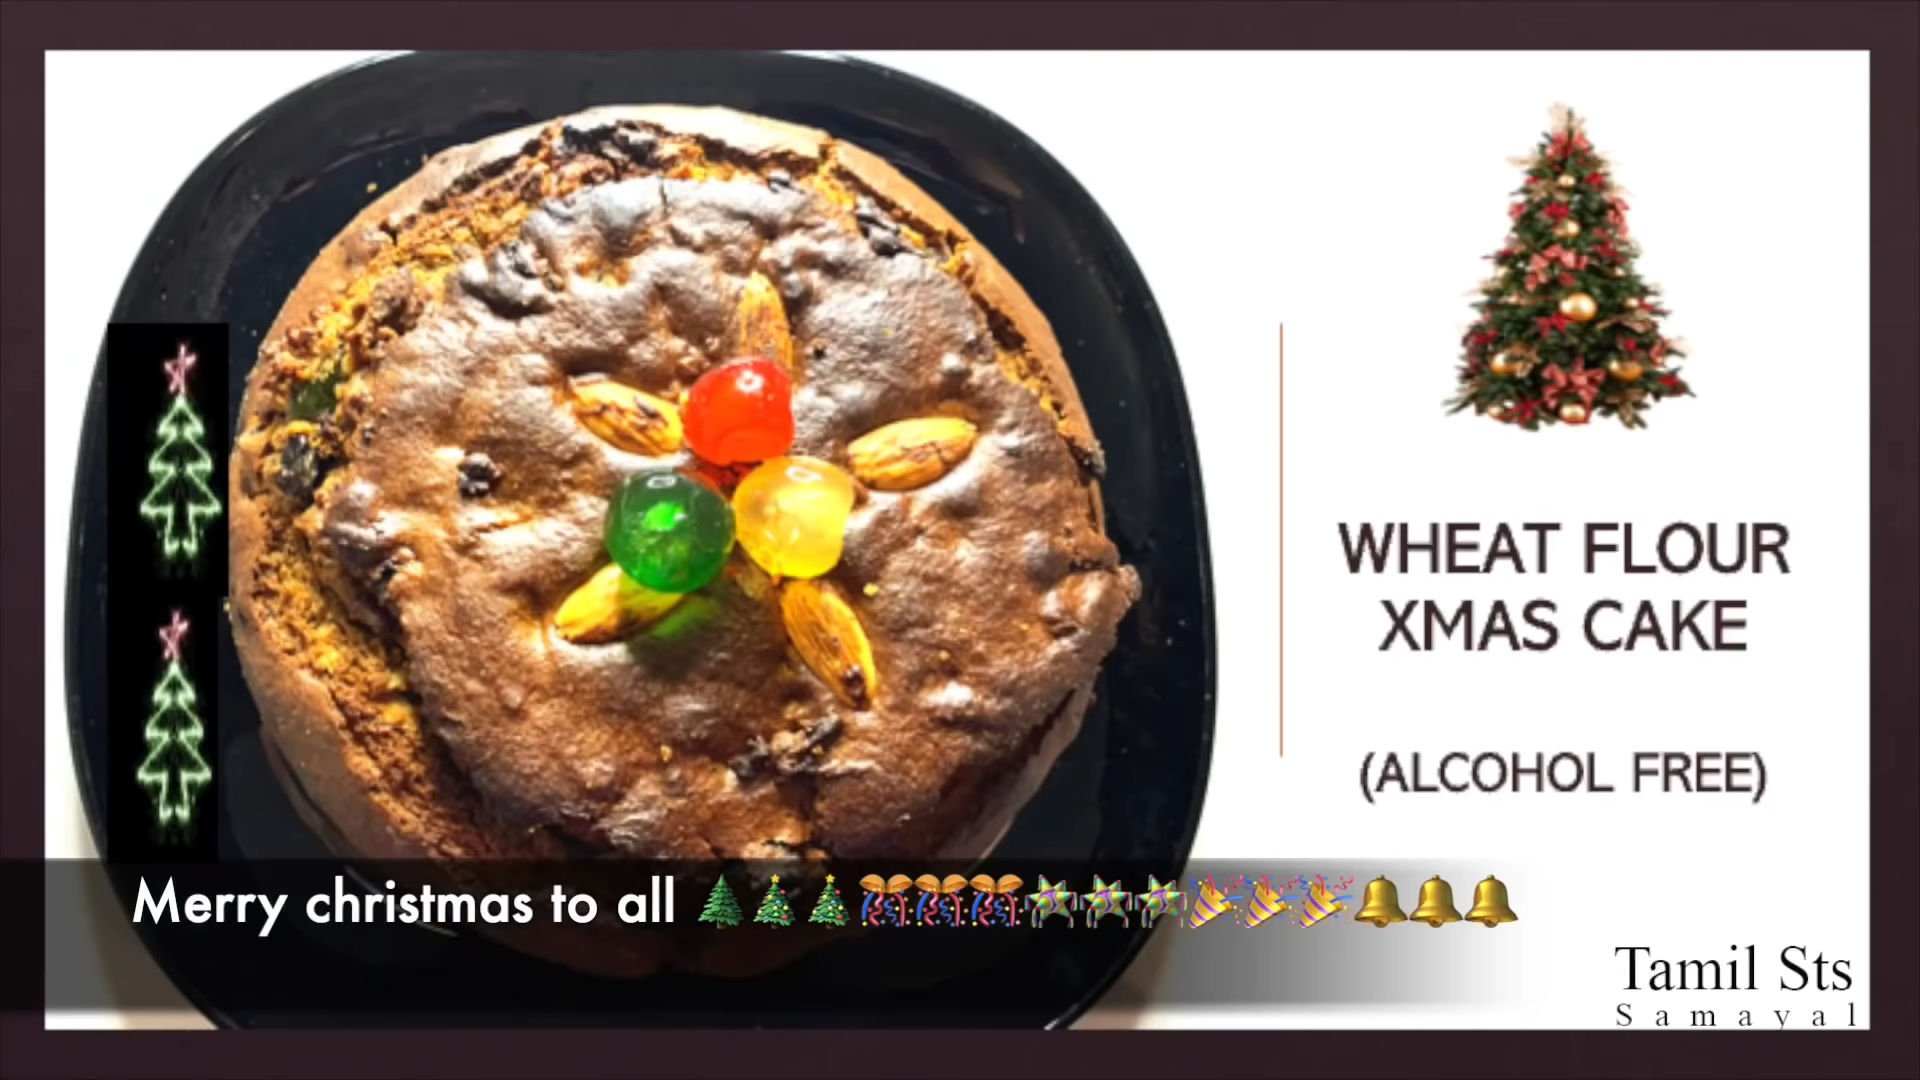 WHEAT FLOUR
XMAS CAKE
(ALCOHOL FREE)
Merry christmas to all 🎄🎄🎄🎊🎊🎊🪅🪅🪅🎉🎉🎉🔔🔔🔔
Tamil Sts
Samayal